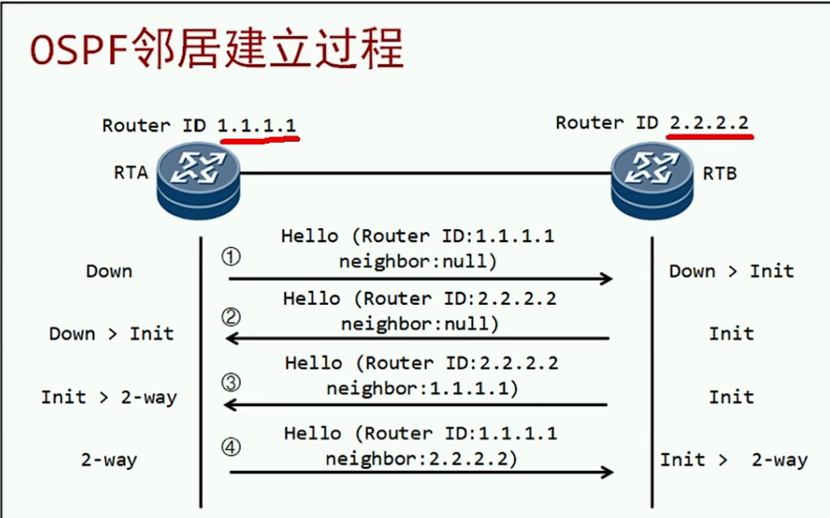 OSPF邻居建立过程
Router ID 1.1.1.1
Router ID 2.2.2.2
RTA
RTB
①
Hello (Router ID:1.1.1.1
neighbor:null)
Down
Down > Init
②
Hello (Router ID:2.2.2.2
neighbor:null)
Down > Init
Init
③
Hello (Router ID:2.2.2.2
neighbor:1.1.1.1)
Init > 2-way
Init
④
Hello (Router ID:1.1.1.1
neighbor:2.2.2.2)
2-way
Init > 2-way